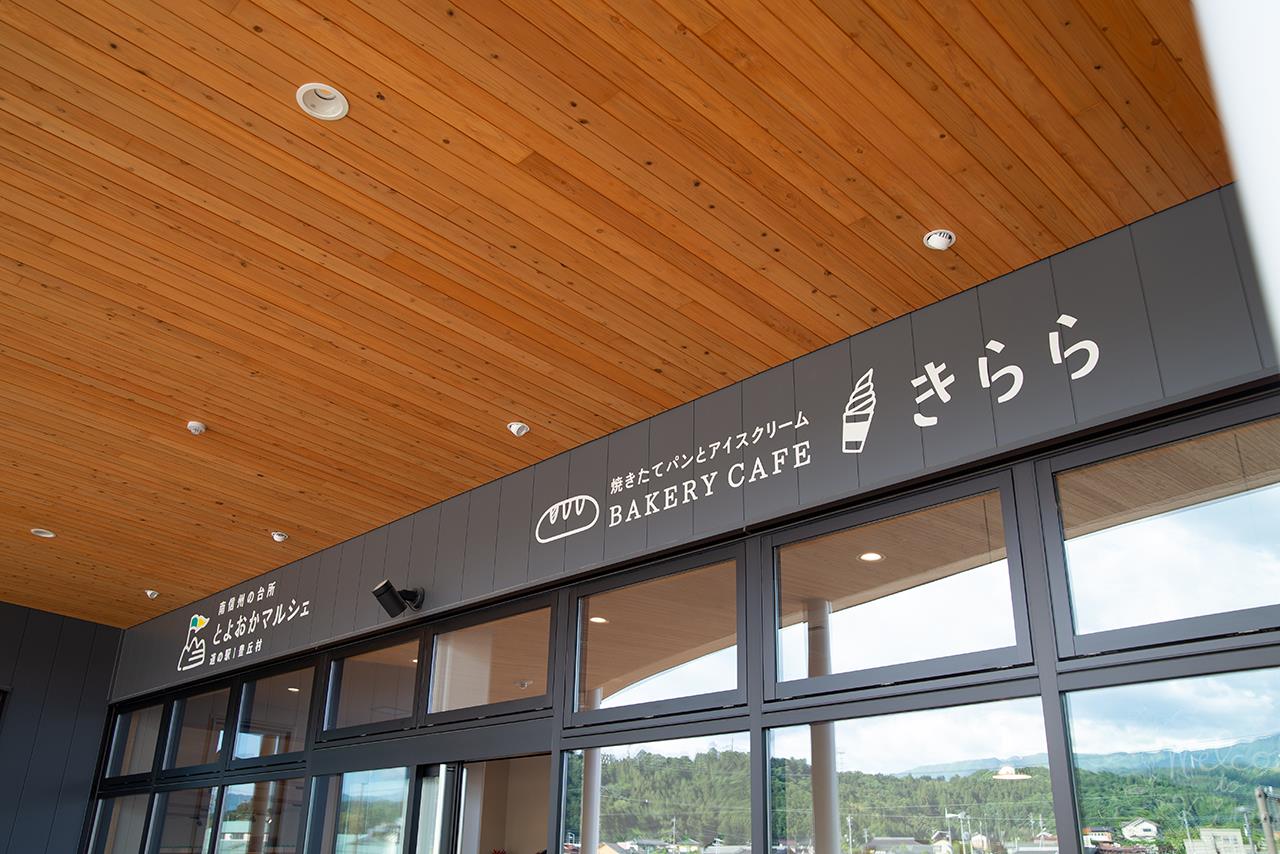 南信州の台所
とよおかマルシェ
道の駅 | 豊丘村
焼きたてパンとアイスクリーム
BAKERY CAFE
きらら